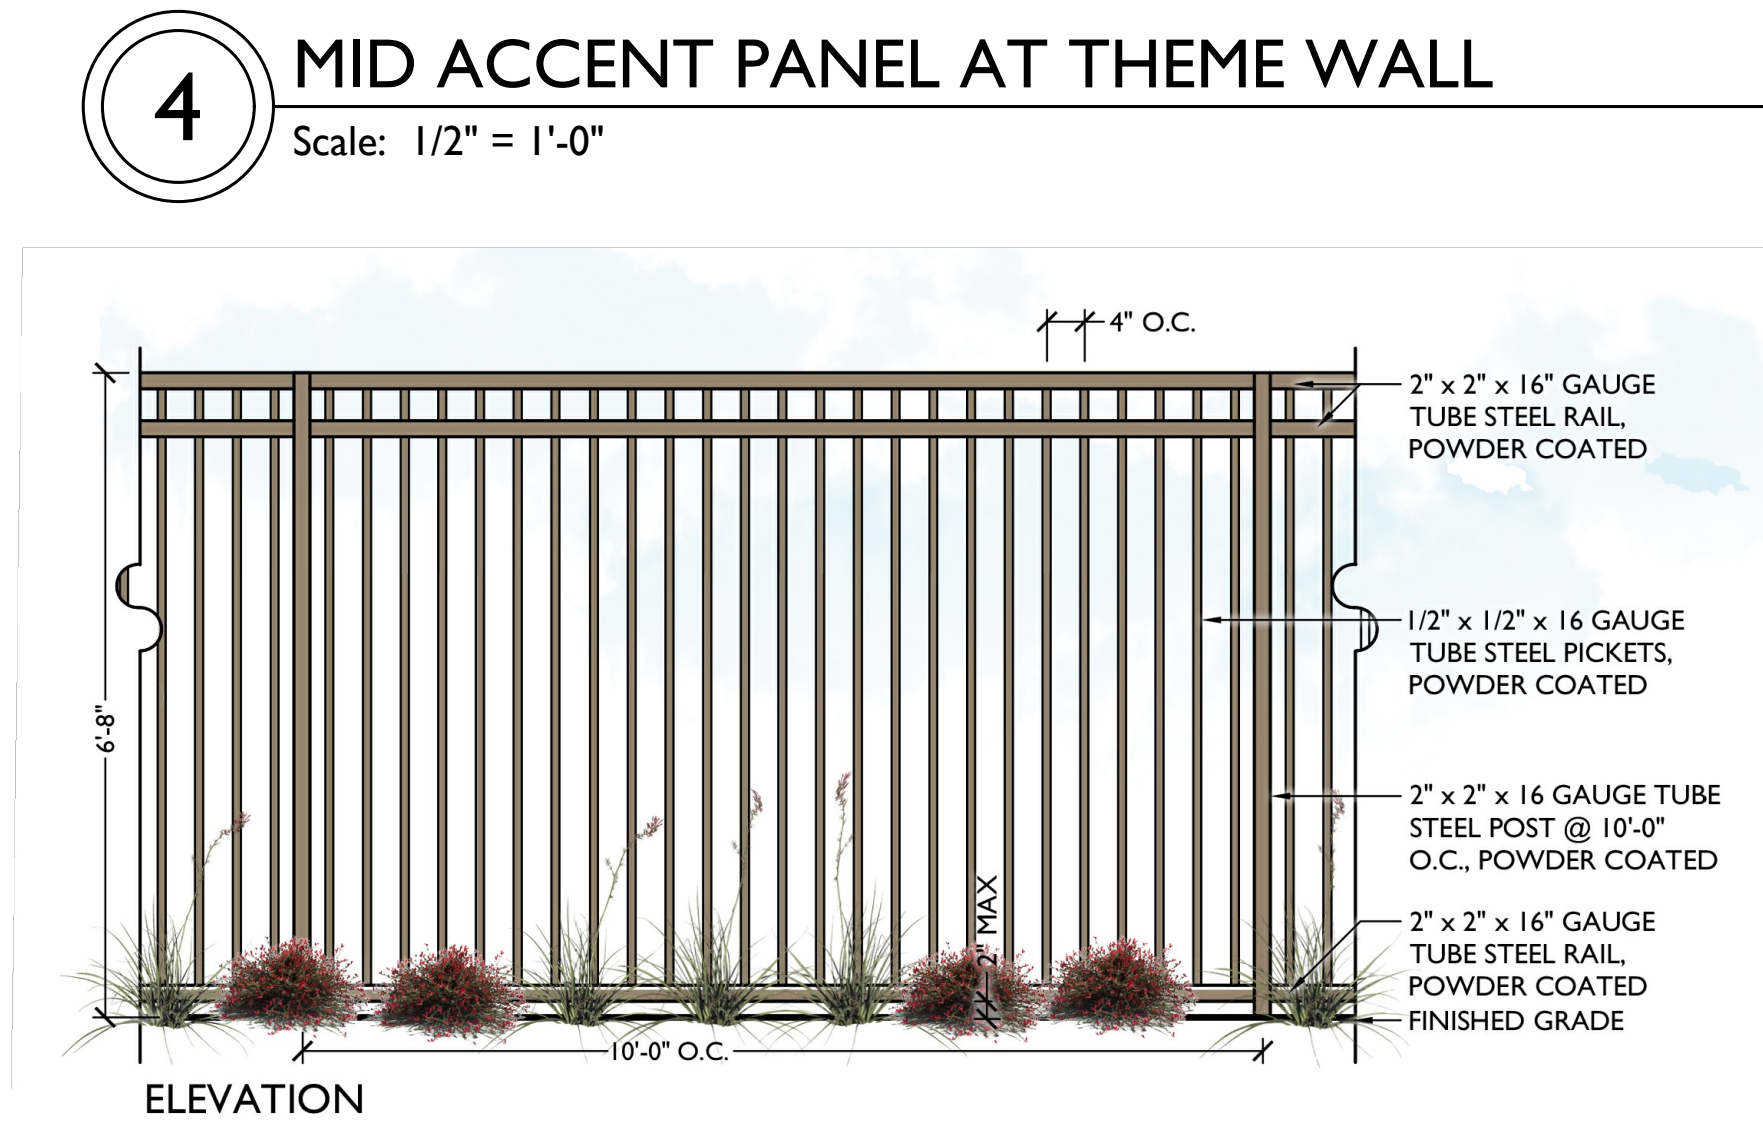 4
MID ACCENT PANEL AT THEME WALL
Scale: 1/2" = 1'-0"
4" O.C.
2" x 2" x 16" GAUGE
TUBE STEEL RAIL,
POWDER COATED
1/2" x 1/2" x 16 GAUGE
TUBE STEEL PICKETS,
POWDER COATED
6'-8"
2" x 2" x 16 GAUGE TUBE
STEEL POST @ 10'-0"
O.C., POWDER COATED
2" MAX
2" x 2" x 16" GAUGE
TUBE STEEL RAIL,
POWDER COATED
FINISHED GRADE
10'-0" O.C.
ELEVATION